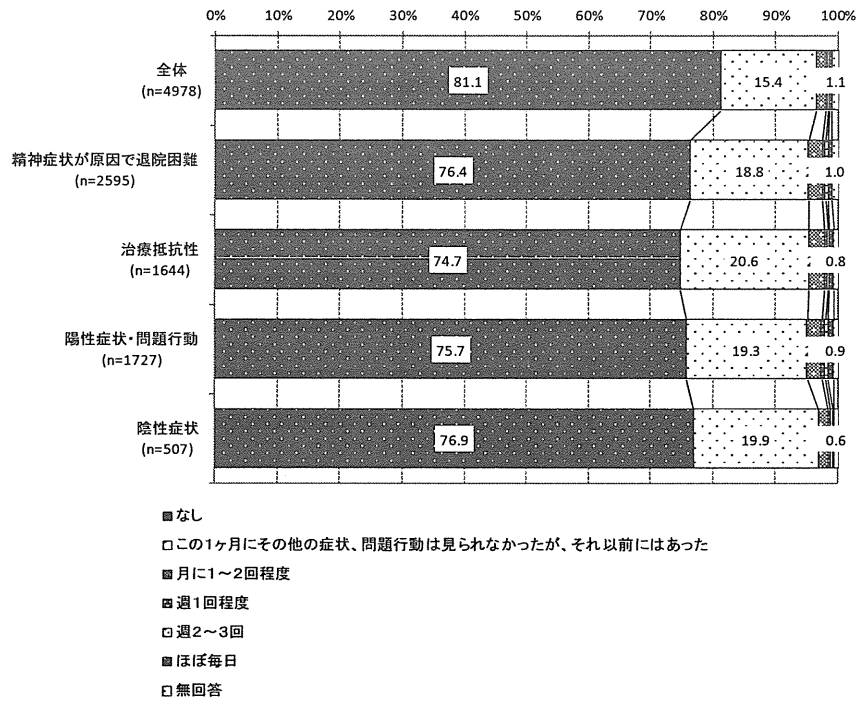 0% 10% 20% 30% 40% 50% 60% 70% 80% 90% 100%
全体
(n=4978)
81.1 15.4 1.1
精神症状が原因で退院困難
(n=2595)
76.4 18.8 1.0
治療抵抗性
(n=1644)
74.7 20.6 0.8
陽性症状・問題行動
(n=1727)
75.7 19.3 0.9
陰性症状
(n=507)
76.9 19.9 0.6
なし
この1ヶ月にその他の症状、問題行動は見られなかったが、それ以前にはあった
月に1～2回程度
週1回程度
週2～3回
ほぼ毎日
無回答